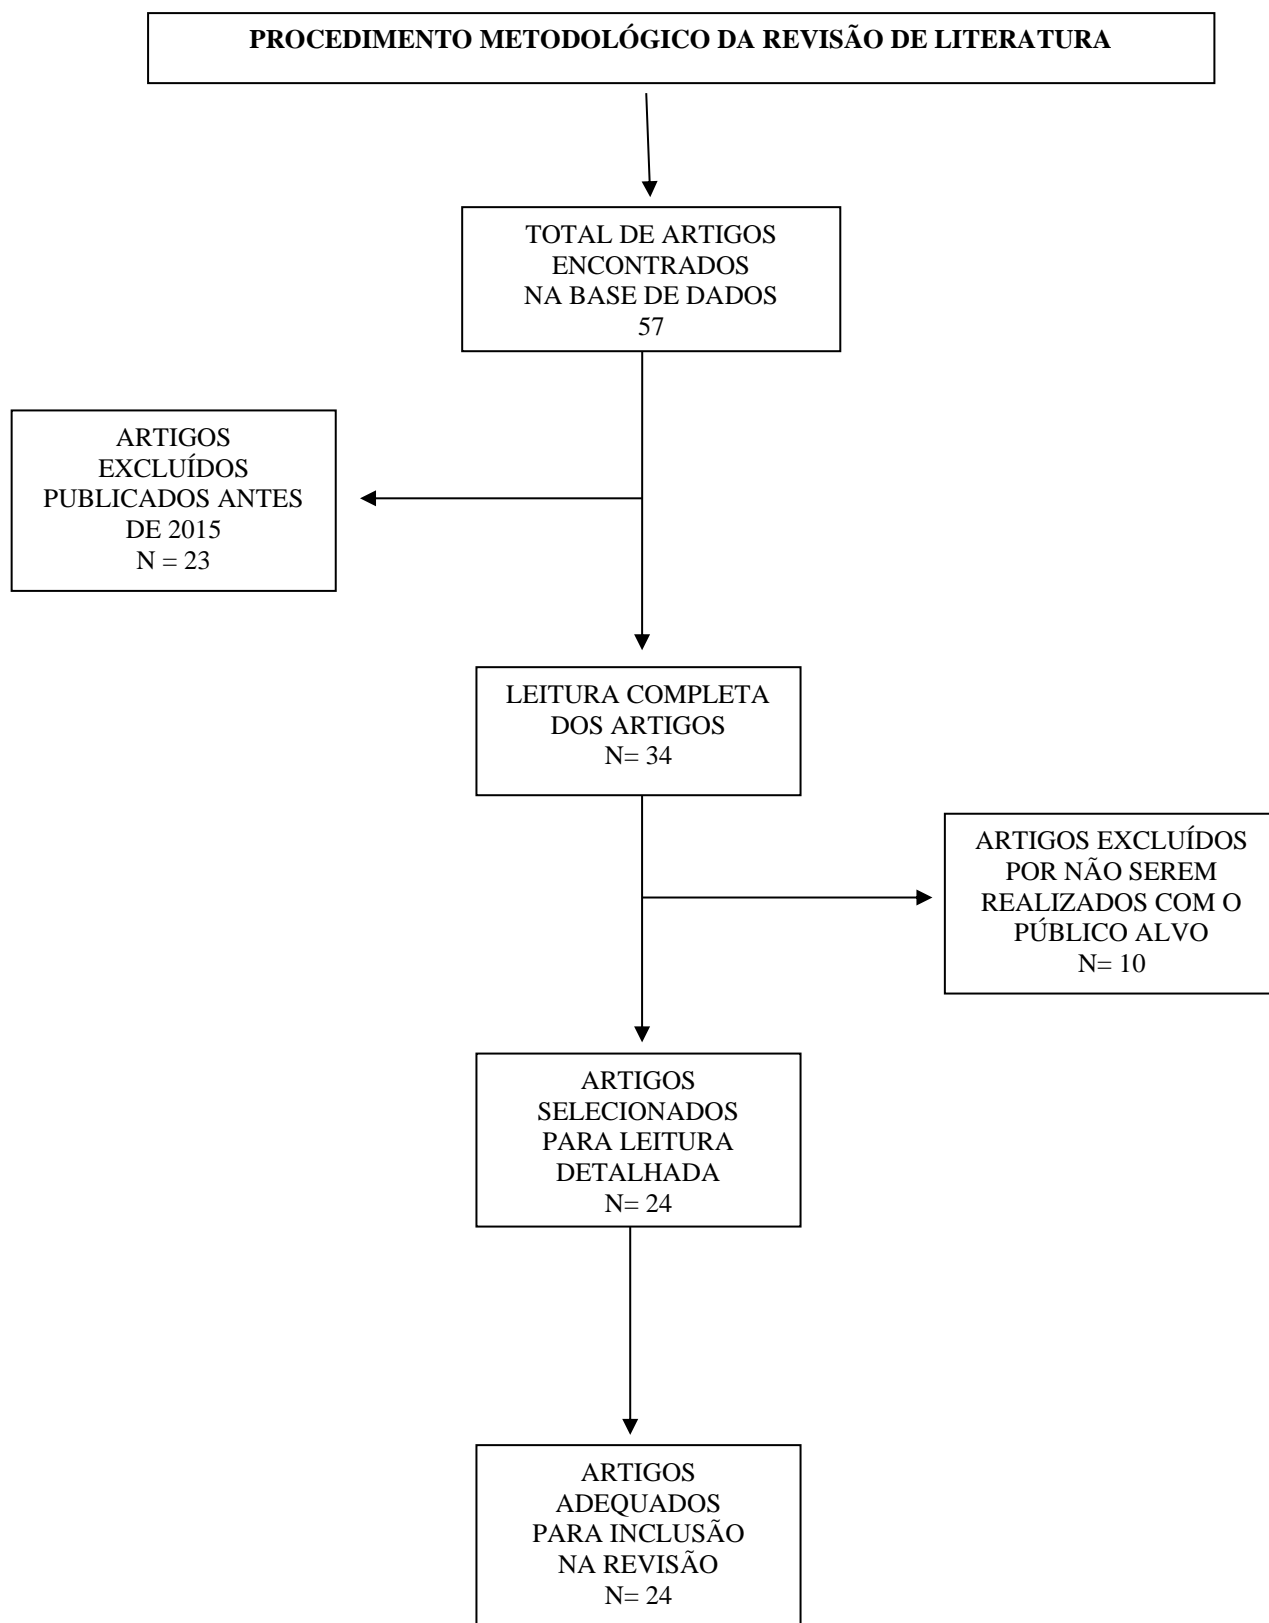 PROCEDIMENTO METODOLÓGICO DA REVISÃO DE LITERATURA
TOTAL DE ARTIGOS
ENCONTRADOS
NA BASE DE DADOS
57
ARTIGOS
EXCLUÍDOS
PUBLICADOS ANTES
DE 2015
N = 23
LEITURA COMPLETA
DOS ARTIGOS
N= 34
ARTIGOS EXCLUÍDOS
POR NÃO SEREM
REALIZADOS COM O
PÚBLICO ALVO
N= 10
ARTIGOS
SELECIONADOS
PARA LEITURA
DETALHADA
N= 24
ARTIGOS
ADEQUADOS
PARA INCLUSÃO
NA REVISÃO
N= 24